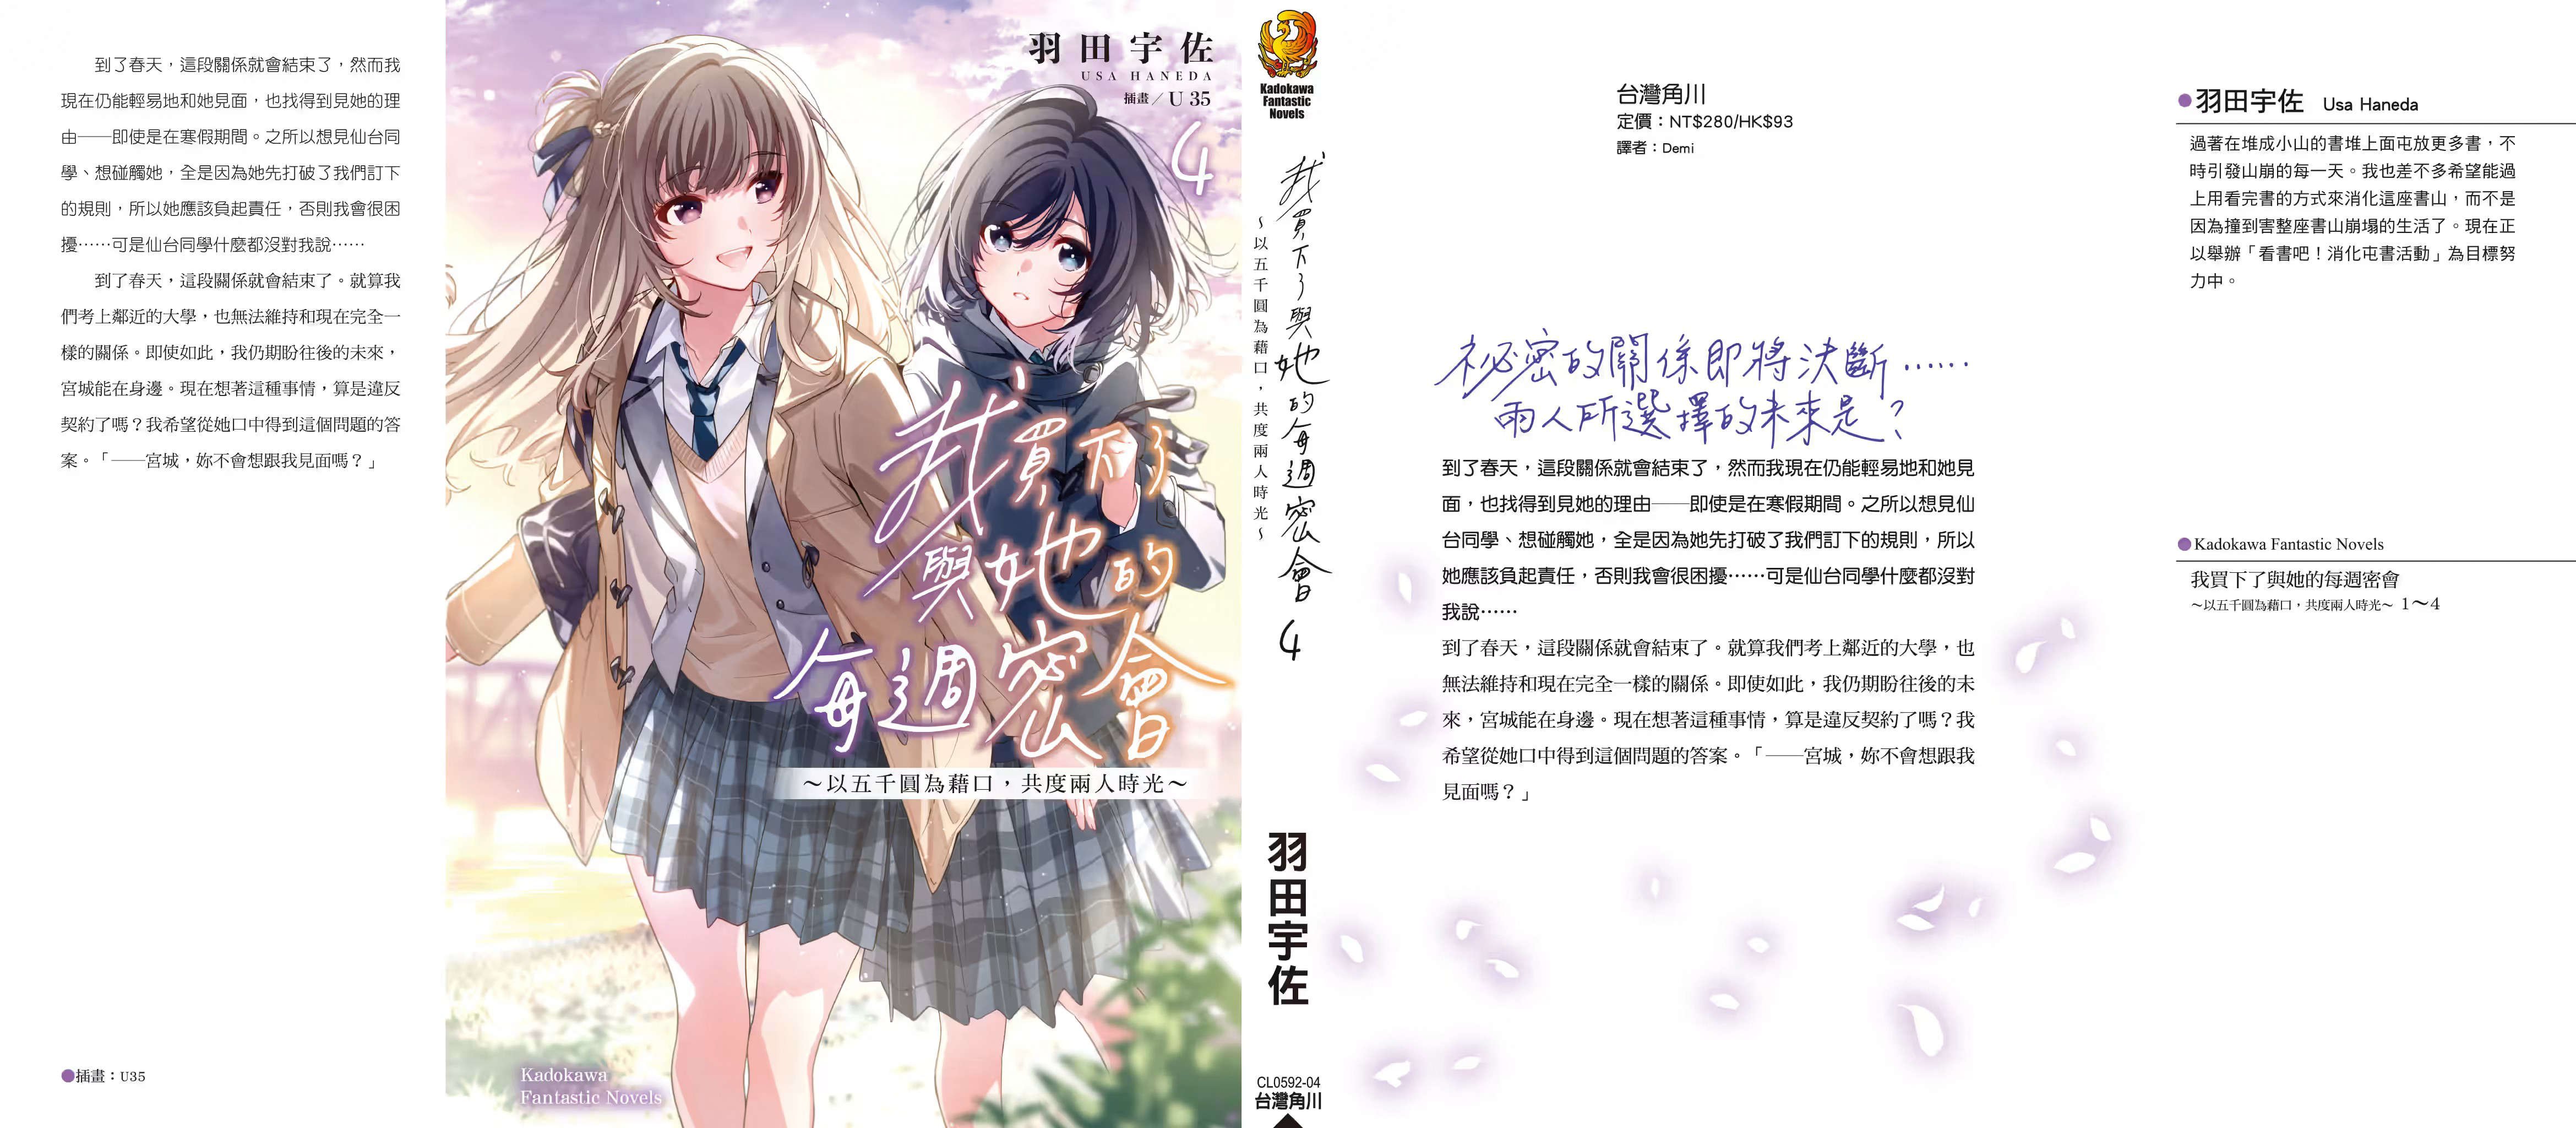 到了春天，這段關係就會結束了，然而我
現在仍能輕易地和她見面，也找得到見她的理
由──即使是在寒假期間。之所以想見仙台同
學、想碰觸她，全是因為她先打破了我們訂下
的規則，所以她應該負起責任，否則我會很困
擾……可是仙台同學什麼都沒對我說……
到了春天，這段關係就會結束了。就算我
們考上鄰近的大學，也無法維持和現在完全一
樣的關係。即使如此，我仍期盼往後的未來，
宮城能在身邊。現在想著這種事情，算是違反
契約了嗎？我希望從她口中得到這個問題的答
案。「──宮城，妳不會想跟我見面嗎？」
●插畫：U35
羽田宇佐
USA HANEDA
插畫／U 35
4
我買下了
與她的
每週密會
～以五千圓為藉口，共度兩人時光～
Kadokawa
Fantastic Novels
Kadokawa
Fantastic
Novels
我買下了與她的每週密會 4
～以五千圓為藉口，共度兩人時光～
羽田宇佐
CL0592-04
台灣角川
台灣角川
定價：NT$280/HK$93
譯者：Demi
祕密的關係即將決斷……
兩人所選擇的未來是？
到了春天，這段關係就會結束了，然而我現在仍能輕易地和她見
面，也找得到見她的理由──即使是在寒假期間。之所以想見仙
台同學、想碰觸她，全是因為她先打破了我們訂下的規則，所以
她應該負起責任，否則我會很困擾……可是仙台同學什麼都沒對
我說……
到了春天，這段關係就會結束了。就算我們考上鄰近的大學，也
無法維持和現在完全一樣的關係。即使如此，我仍期盼往後的未
來，宮城能在身邊。現在想著這種事情，算是違反契約了嗎？我
希望從她口中得到這個問題的答案。「──宮城，妳不會想跟我
見面嗎？」
●羽田宇佐 Usa Haneda
過著在堆成小山的書堆上面屯放更多書，不
時引發山崩的每一天。我也差不多希望能過
上用看完書的方式來消化這座書山，而不是
因為撞到害整座書山崩塌的生活了。現在正
以舉辦「看書吧！消化屯書活動」為目標努
力中。
●Kadokawa Fantastic Novels
我買下了與她的每週密會
～以五千圓為藉口，共度兩人時光～ 1～4